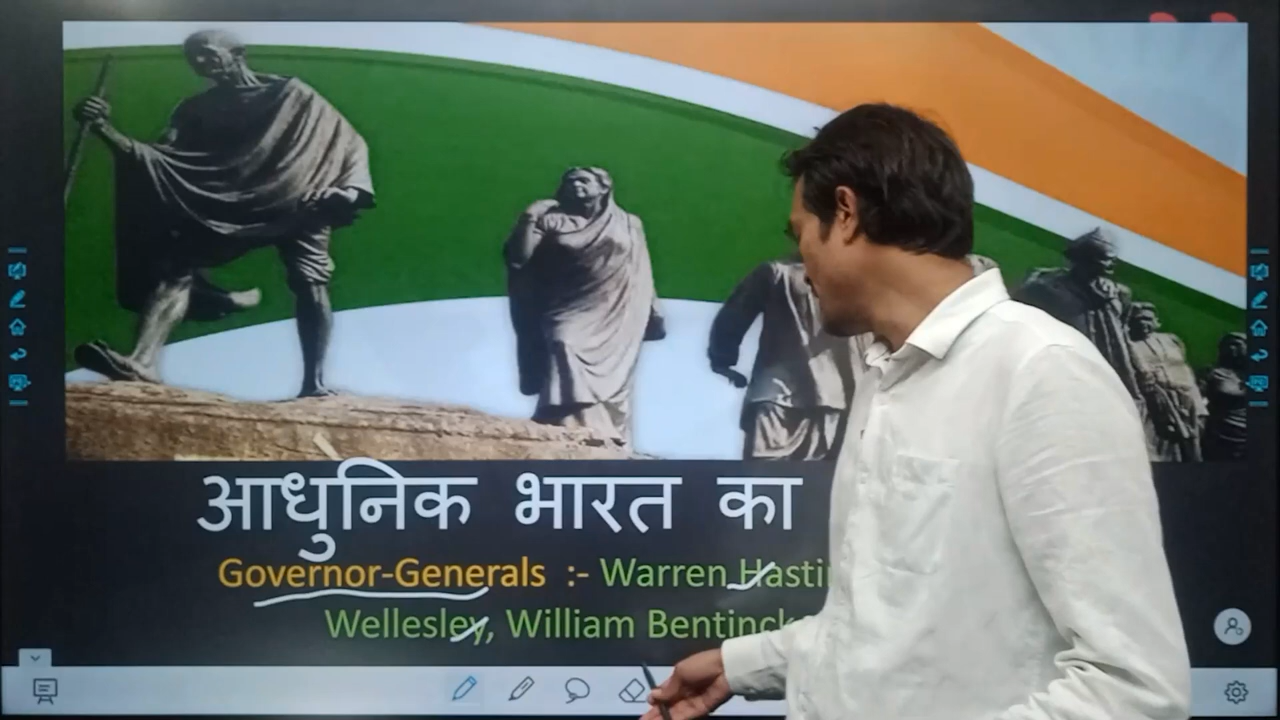 आधुनिक भारत का
Governor-Generals :- Warren
Wellesley, William Bentinck